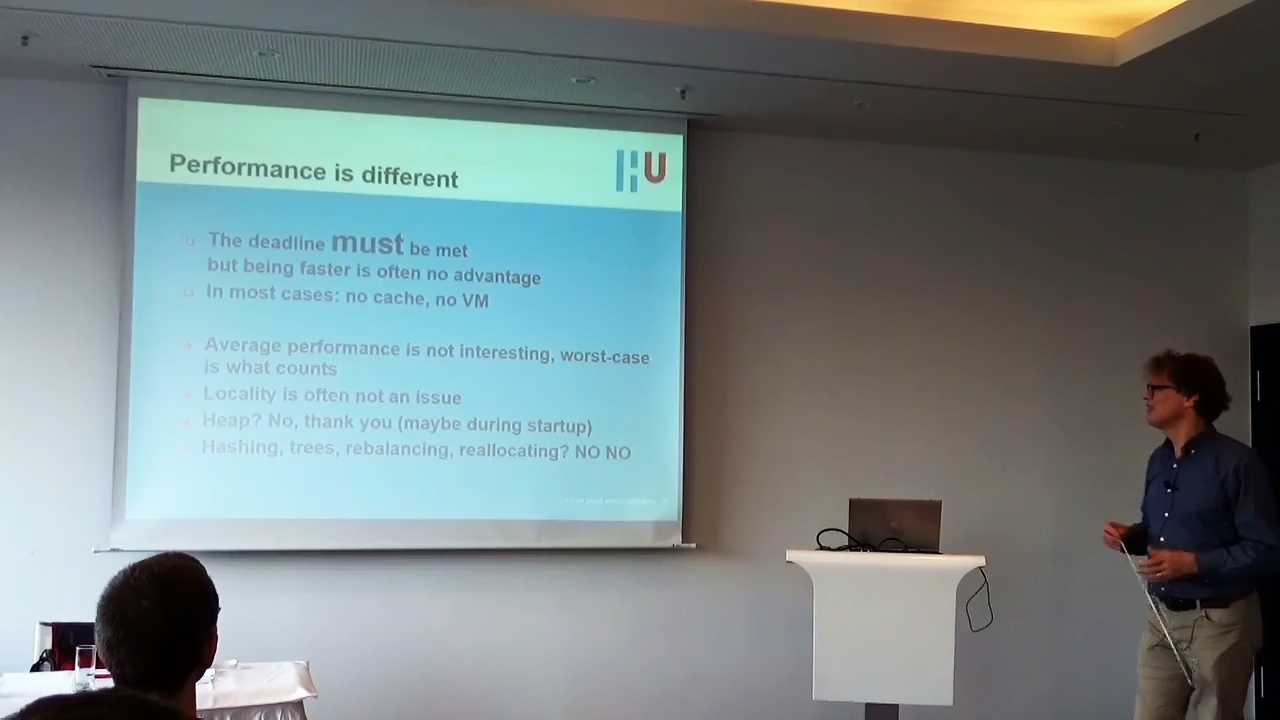 Performance is different
HU
The deadline must be met
but being faster is often no advantage
In most cases: no cache, no VM
Average performance is not interesting, worst-case
is what counts
Locality is often not an issue
Heap? No, thank you (maybe during startup)
Hashing, trees, rebalancing, reallocating? NO NO